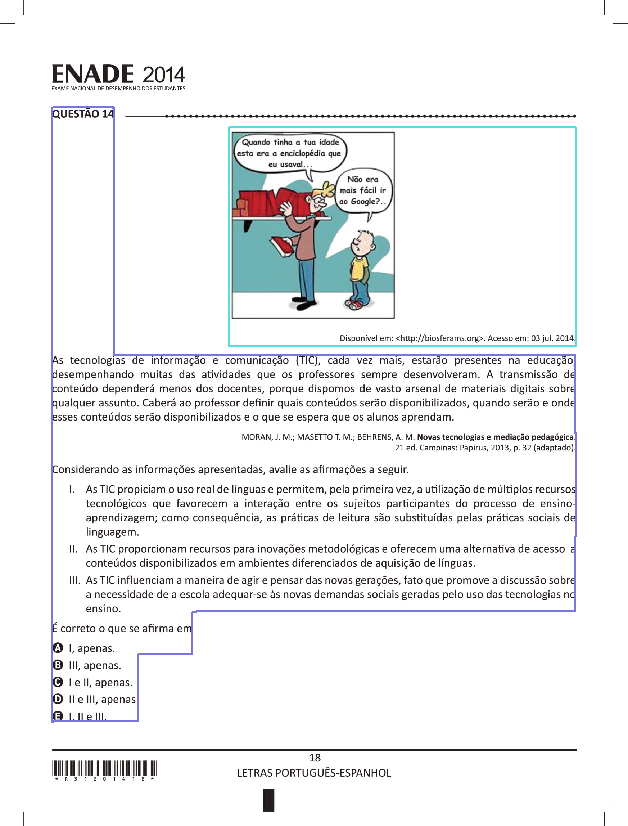 ENADE 2014
EXAME NACIONAL DE DESEMPENHO DOS ESTUDANTES
QUESTÃO 14
Quando tinha a tua idade
esta era a enciclopédia que
eu usava!...
Não era
mais fácil ir
ao Google?..
Disponível em: <http://biosferams.org>. Acesso em: 03 jul. 2014.
As tecnologias de informação e comunicação (TIC), cada vez mais, estarão presentes na educação,
desempenhando muitas das atividades que os professores sempre desenvolveram. A transmissão de
conteúdo dependerá menos dos docentes, porque dispomos de vasto arsenal de materiais digitais sobre
qualquer assunto. Caberá ao professor definir quais conteúdos serão disponibilizados, quando serão e onde
esses conteúdos serão disponibilizados e o que se espera que os alunos aprendam.
MORAN, J. M.; MASETTO T. M.; BEHRENS, A. M. Novas tecnologias e mediação pedagógica.
21 ed. Campinas: Papirus, 2013, p. 32 (adaptado).
Considerando as informações apresentadas, avalie as afirmações a seguir.
I. As TIC propiciam o uso real de línguas e permitem, pela primeira vez, a utilização de múltiplos recursos
tecnológicos que favorecem a interação entre os sujeitos participantes do processo de ensino-
aprendizagem; como consequência, as práticas de leitura são substituídas pelas práticas sociais de
linguagem.
II. As TIC proporcionam recursos para inovações metodológicas e oferecem uma alternativa de acesso a
conteúdos disponibilizados em ambientes diferenciados de aquisição de línguas.
III. As TIC influenciam a maneira de agir e pensar das novas gerações, fato que promove a discussão sobre
a necessidade de a escola adequar-se às novas demandas sociais geradas pelo uso das tecnologias no
ensino.
É correto o que se afirma em
A I, apenas.
B III, apenas.
C I e II, apenas.
D II e III, apenas
E I, II e III.
18
LETRAS PORTUGUÊS-ESPANHOL
*R31201418*